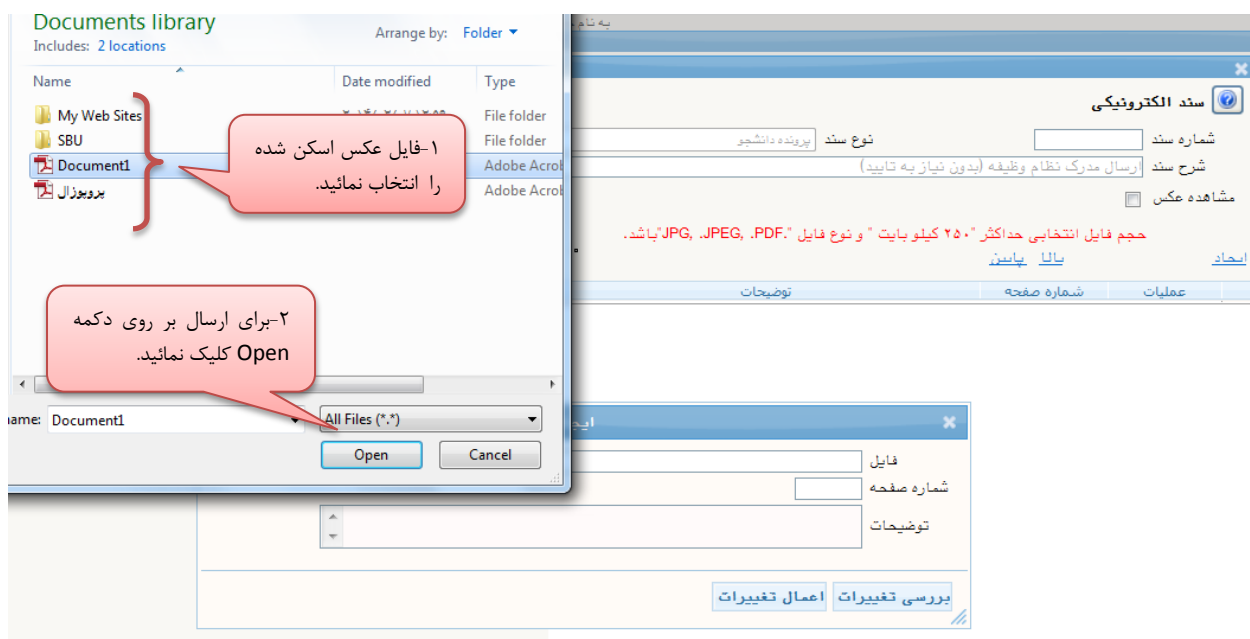 Documents library
Includes: 2 locations
Arrange by: Folder
Name
Date modified
Type
My Web Sites
File folder
SBU
File folder
Document1
Adobe Acrob
پروپوزال
Adobe Acrob
۱-فایل عکس اسکن شده
را انتخاب نمائید.
۲-برای ارسال بر روی دکمه
Open کلیک نمائید.
name: Document1
All Files (*.*)
Open
Cancel
به نام
سند الکترونیکی
شماره سند
نوع سند پرونده دانشجو
شرح سند ارسال مدرک نظام وظیفه (بدون نیاز به تایید)
مشاهده عکس
حجم فایل انتخابی حداکثر "۲۵۰ کیلو بایت " و نوع فایل "JPG, .JPEG, .PDF."باشد.
ایجاد بالا پایین
عملیات شماره صفحه توضیحات
فایل
شماره صفحه
توضیحات
بررسی تغییرات اعمال تغییرات